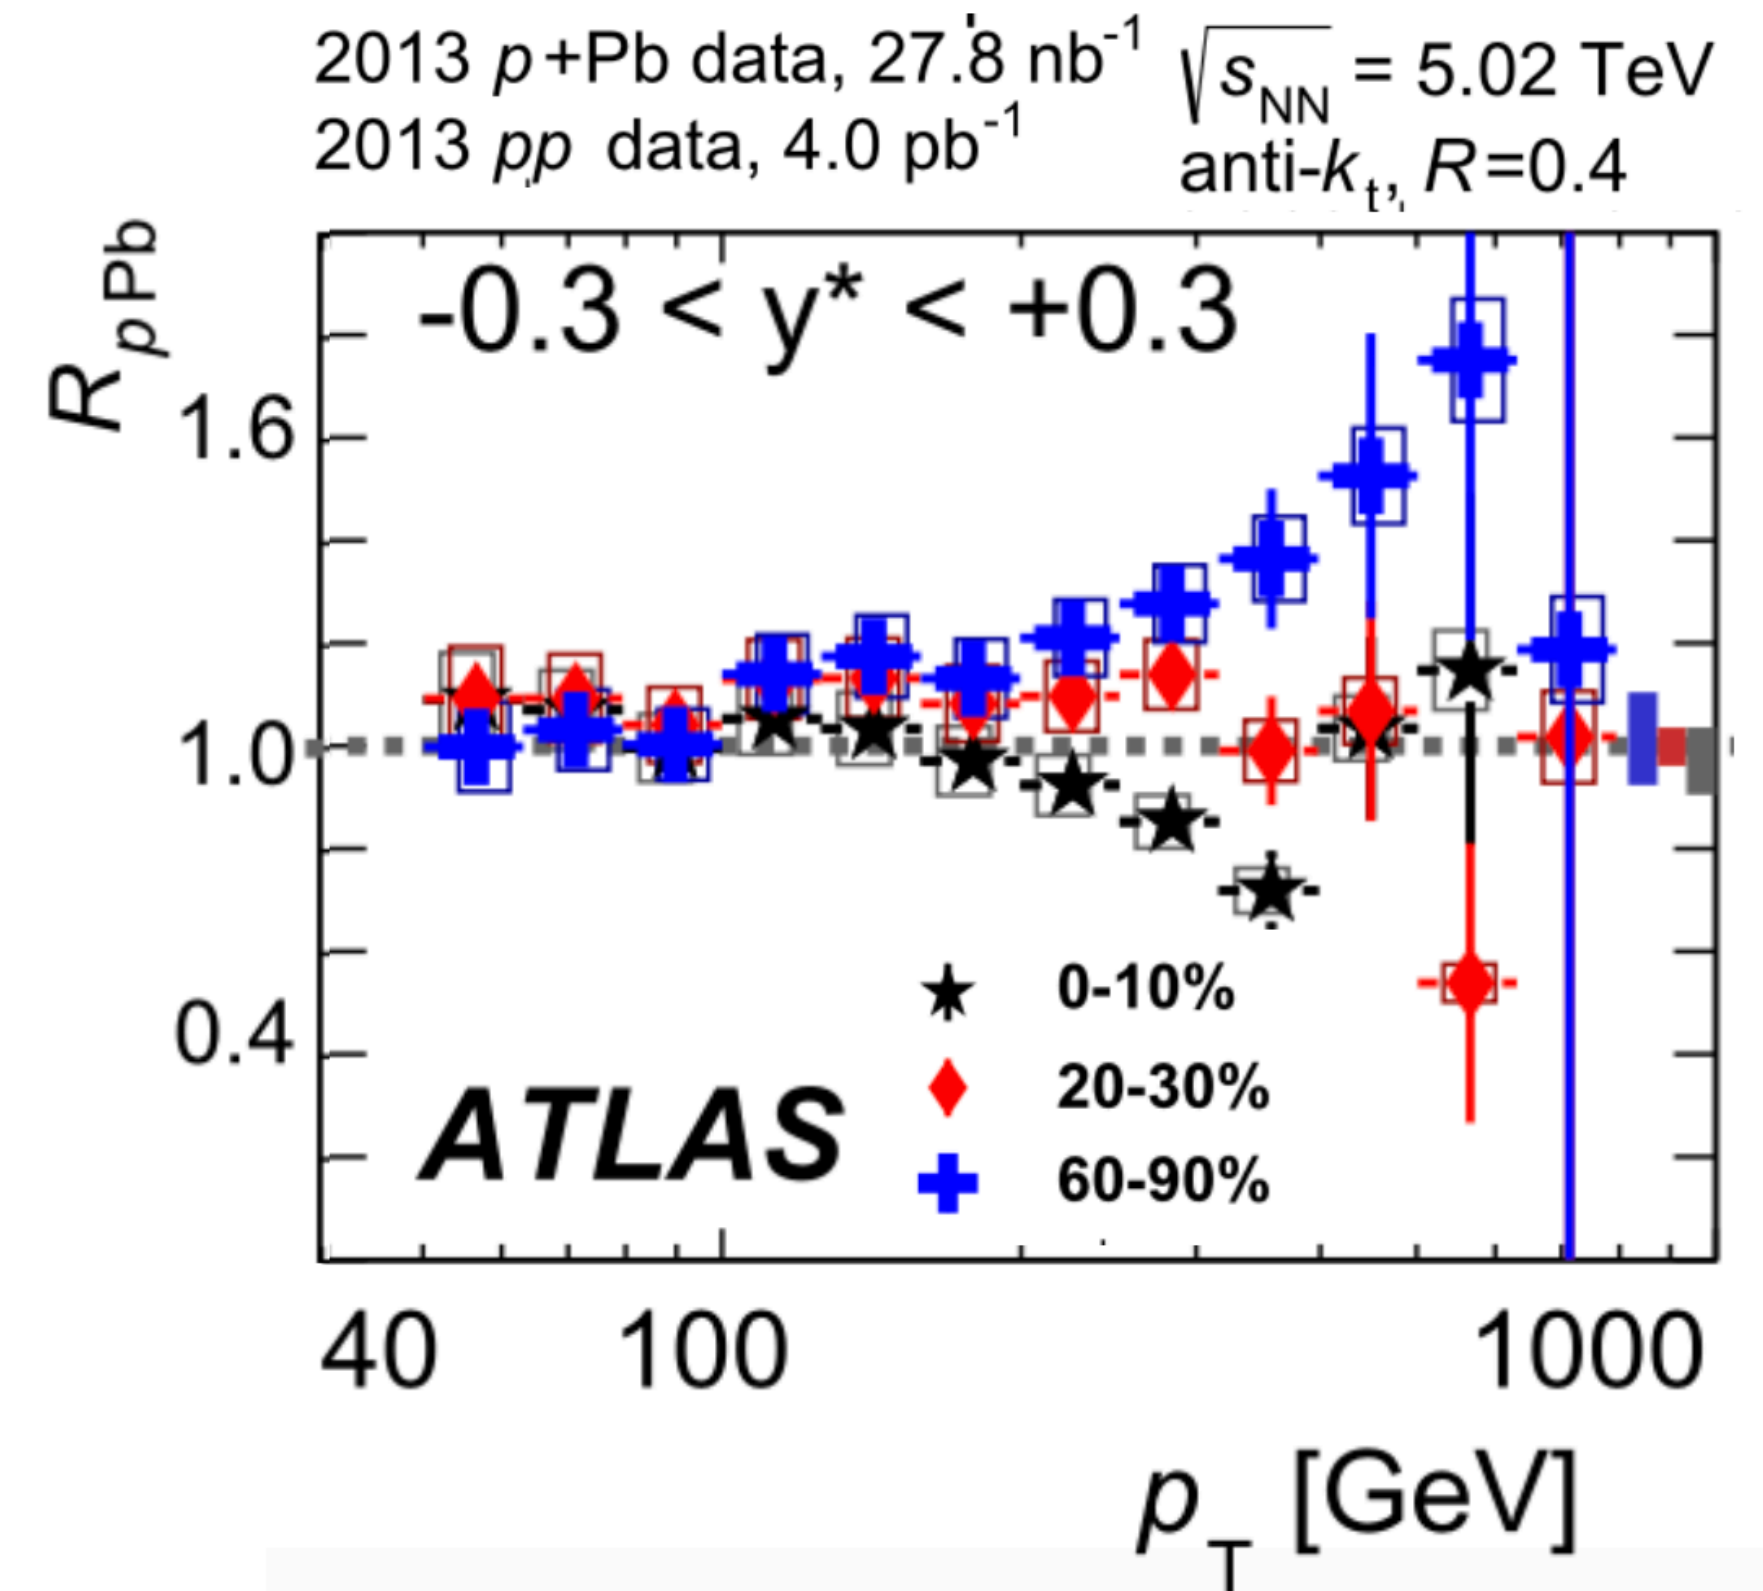 2013 p+Pb data, 27.8 nb⁻¹
2013 pp data, 4.0 pb⁻¹
√sNN = 5.02 TeV
anti-kt, R=0.4
RpPb
-0.3 < y* < +0.3
1.6
1.0
0.4
0-10%
20-30%
60-90%
ATLAS
40 100 1000
pT [GeV]